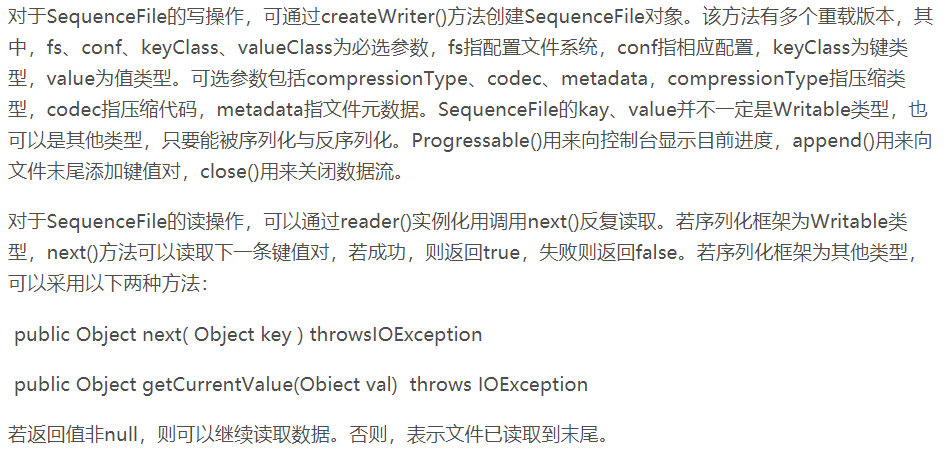 对于SequenceFile的写操作，可通过createWriter()方法创建SequenceFile对象。该方法有多个重载版本，其
中，fs、conf、keyClass、valueClass为必选参数，fs指配置文件系统，conf指相应配置，keyClass为键类
型，value为值类型。可选参数包括compressionType、codec、metadata，compressionType指压缩类
型，codec指压缩代码，metadata指文件元数据。SequenceFile的kay、value并不一定是Writable类型，也
可以是其他类型，只要能被序列化与反序列化。Progressable()用来向控制台显示目前进度，append()用来向
文件末尾添加键值对，close()用来关闭数据流。
对于SequenceFile的读操作，可以通过reader()实例化用调用next()反复读取。若序列化框架为Writable类
型，next()方法可以读取下一条键值对，若成功，则返回true，失败则返回false。若序列化框架为其他类型，
可以采用以下两种方法：
public Object next( Object key ) throwsIOException
public Object getCurrentValue(Obiect val)  throws IOException
若返回值非null，则可以继续读取数据。否则，表示文件已读取到末尾。